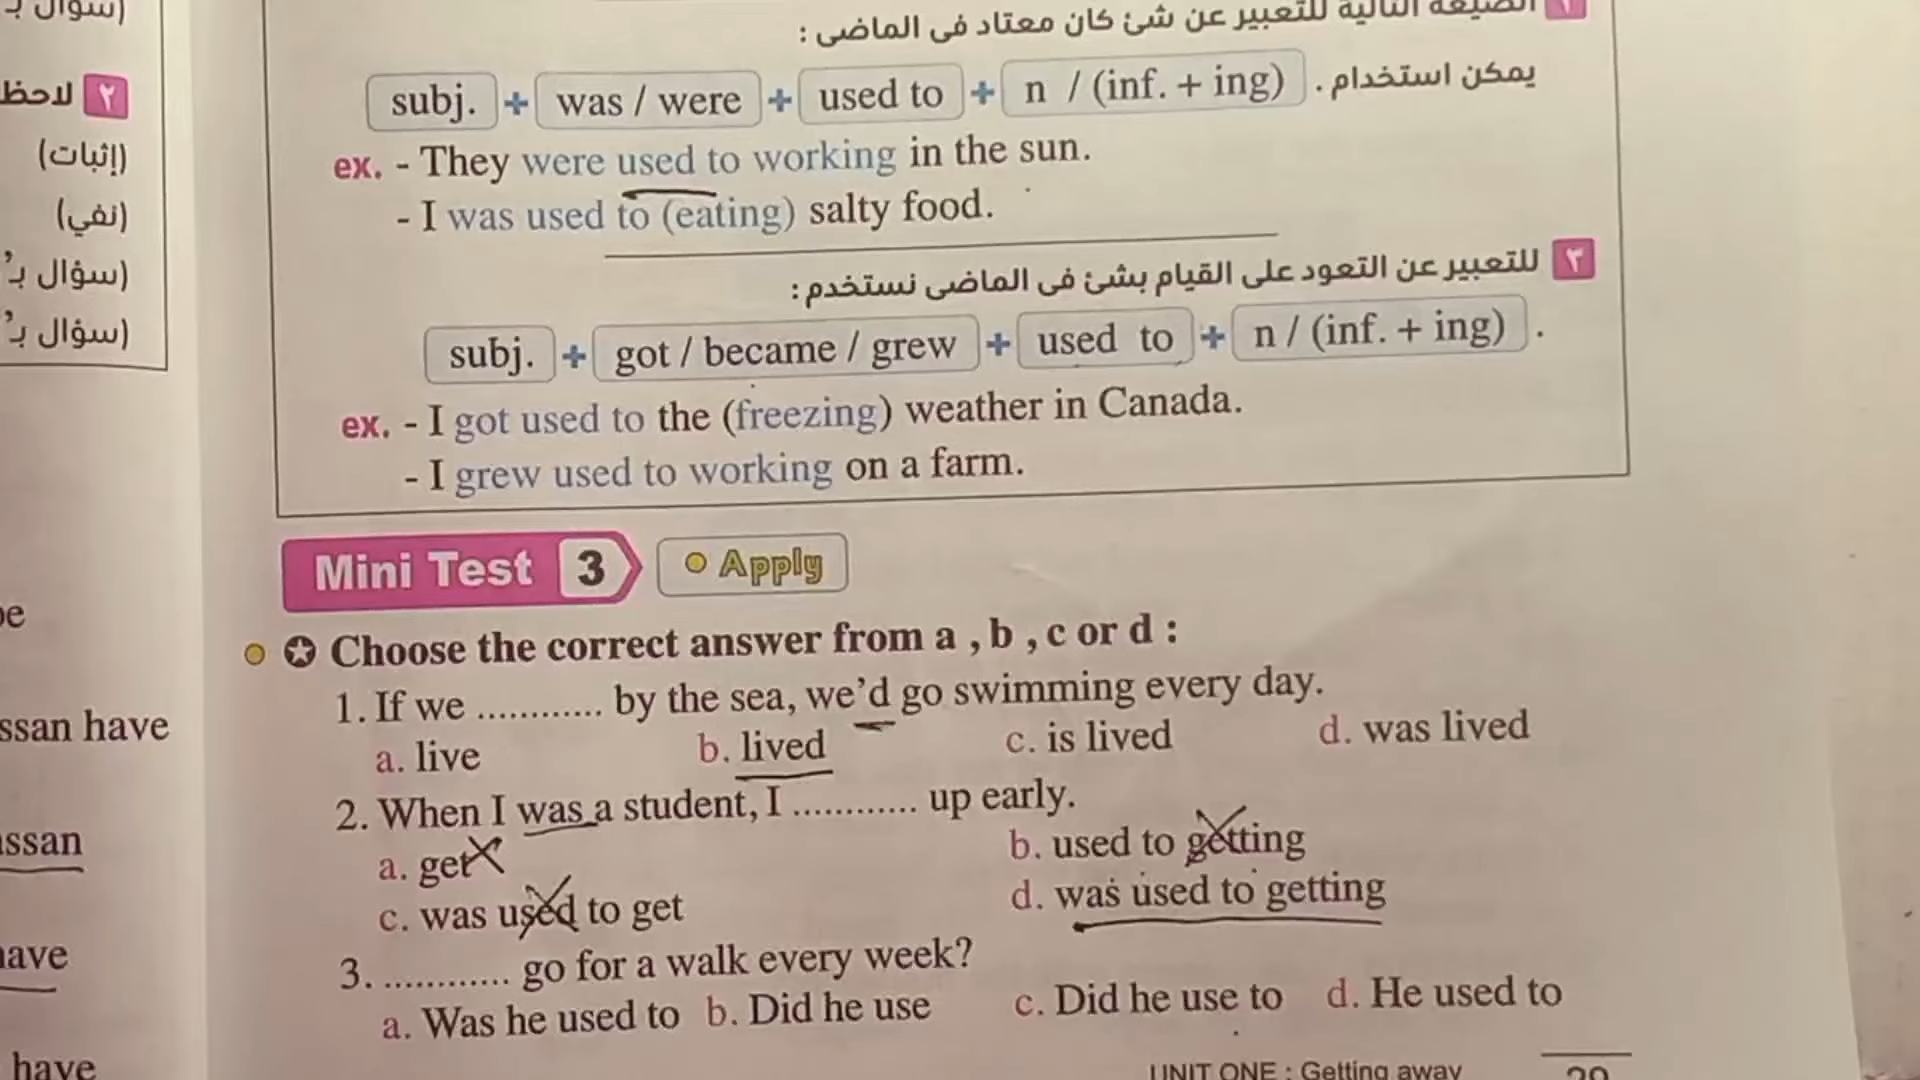 (سؤال بـ
٢ لاحظ
(إثبات)
(نفي)
(سؤال بـ’
(سؤال بـ’
ssan have
ssan
have
have
التالية للتعبير عن شئ كان معتاد فى الماضى :
subj. + was / were + used to + n / (inf. + ing) . يمكن استخدام
ex. - They were used to working in the sun.
- I was used to (eating) salty food.
٣ للتعبير عن التعود على القيام بشئ فى الماضى نستخدم :
subj. + got / became / grew + used to + n / (inf. + ing) .
ex. - I got used to the (freezing) weather in Canada.
- I grew used to working on a farm.
Mini Test 3 Apply
Choose the correct answer from a , b , c or d :
1. If we ............ by the sea, we’d go swimming every day.
a. live b. lived c. is lived d. was lived
2. When I was a student, I ............ up early.
a. get b. used to getting
c. was used to get d. was used to getting
3. ............ go for a walk every week?
a. Was he used to b. Did he use c. Did he use to d. He used to
UNIT ONE : Getting away